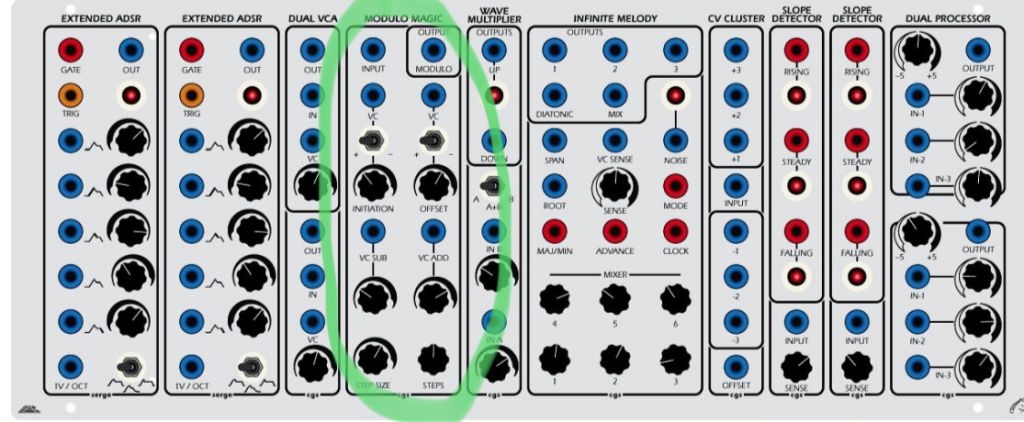 EXTENDED ADSR
GATE
OUT
TRIG
1V / OCT
serge
EXTENDED ADSR
GATE
OUT
TRIG
1V / OCT
serge
DUAL VCA
OUT
IN
VC
OUT
IN
VC
cgs
MODULO MAGIC
OUTPUT
INPUT
MODULO
VC
VC
+ −
+ −
INITIATION
OFFSET
VC SUB
VC ADD
STEP SIZE
STEPS
cgs
WAVE
MULTIPLIER
OUTPUTS
UP
DOWN
A
B
A+B
IN B
IN A
cgs
INFINITE MELODY
OUTPUTS
1
2
3
DIATONIC
MIX
SPAN
VC SENSE
NOISE
ROOT
SENSE
MODE
MAJ/MIN
ADVANCE
CLOCK
MIXER
4
5
6
1
2
3
cgs
CV CLUSTER
+3
+2
+1
INPUT
-1
-2
-3
OFFSET
cgs
SLOPE
DETECTOR
RISING
STEADY
FALLING
INPUT
SENSE
cgs
SLOPE
DETECTOR
RISING
STEADY
FALLING
INPUT
SENSE
cgs
DUAL PROCESSOR
-5
+5
OUTPUT
IN-1
IN-2
IN-3
-5
+5
OUTPUT
IN-1
IN-2
IN-3
cgs